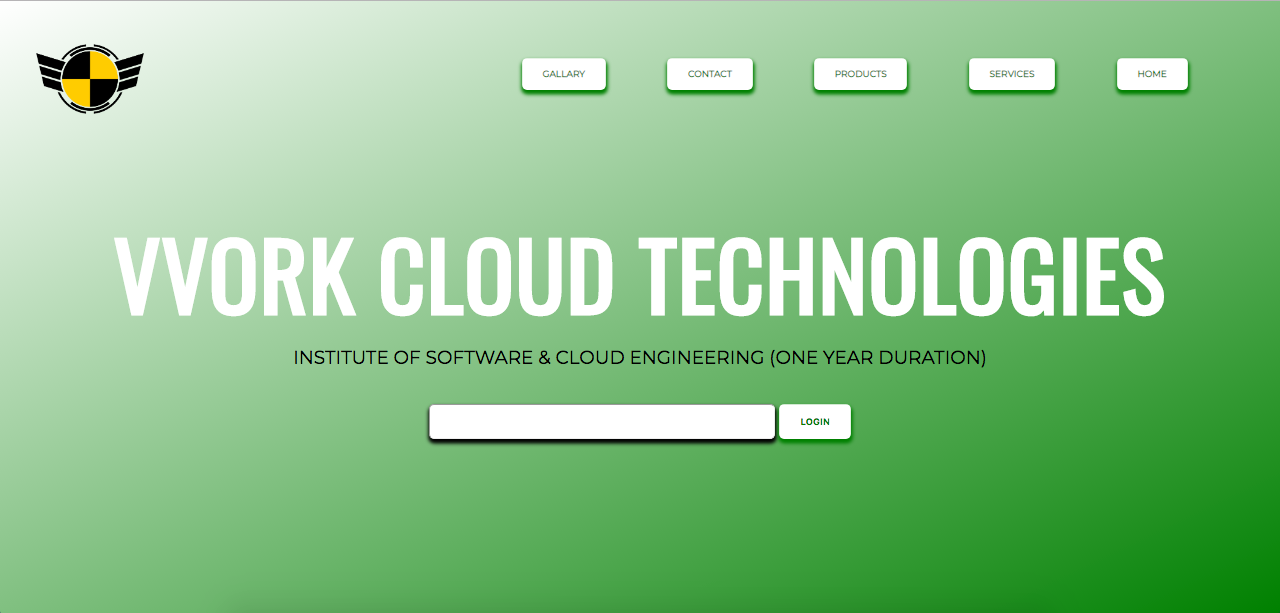 GALLARY CONTACT PRODUCTS SERVICES HOME
VVORK CLOUD TECHNOLOGIES
INSTITUTE OF SOFTWARE & CLOUD ENGINEERING (ONE YEAR DURATION)
LOGIN